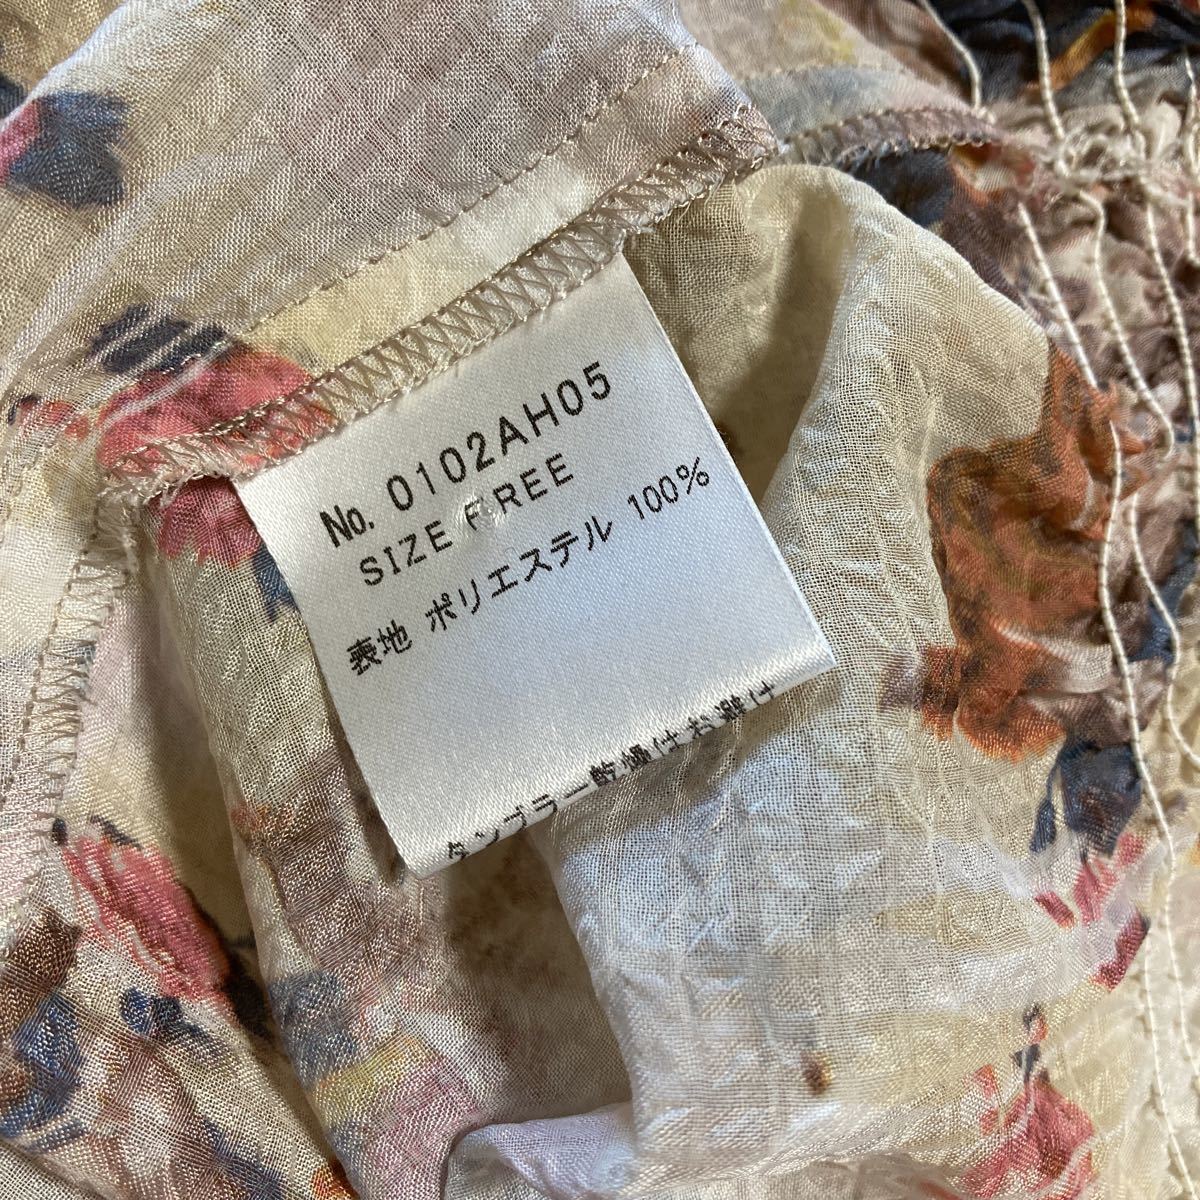 No. 0102AH05
SIZE FREE
表地 ポリエステル 100%
タンブラー乾燥はお避け